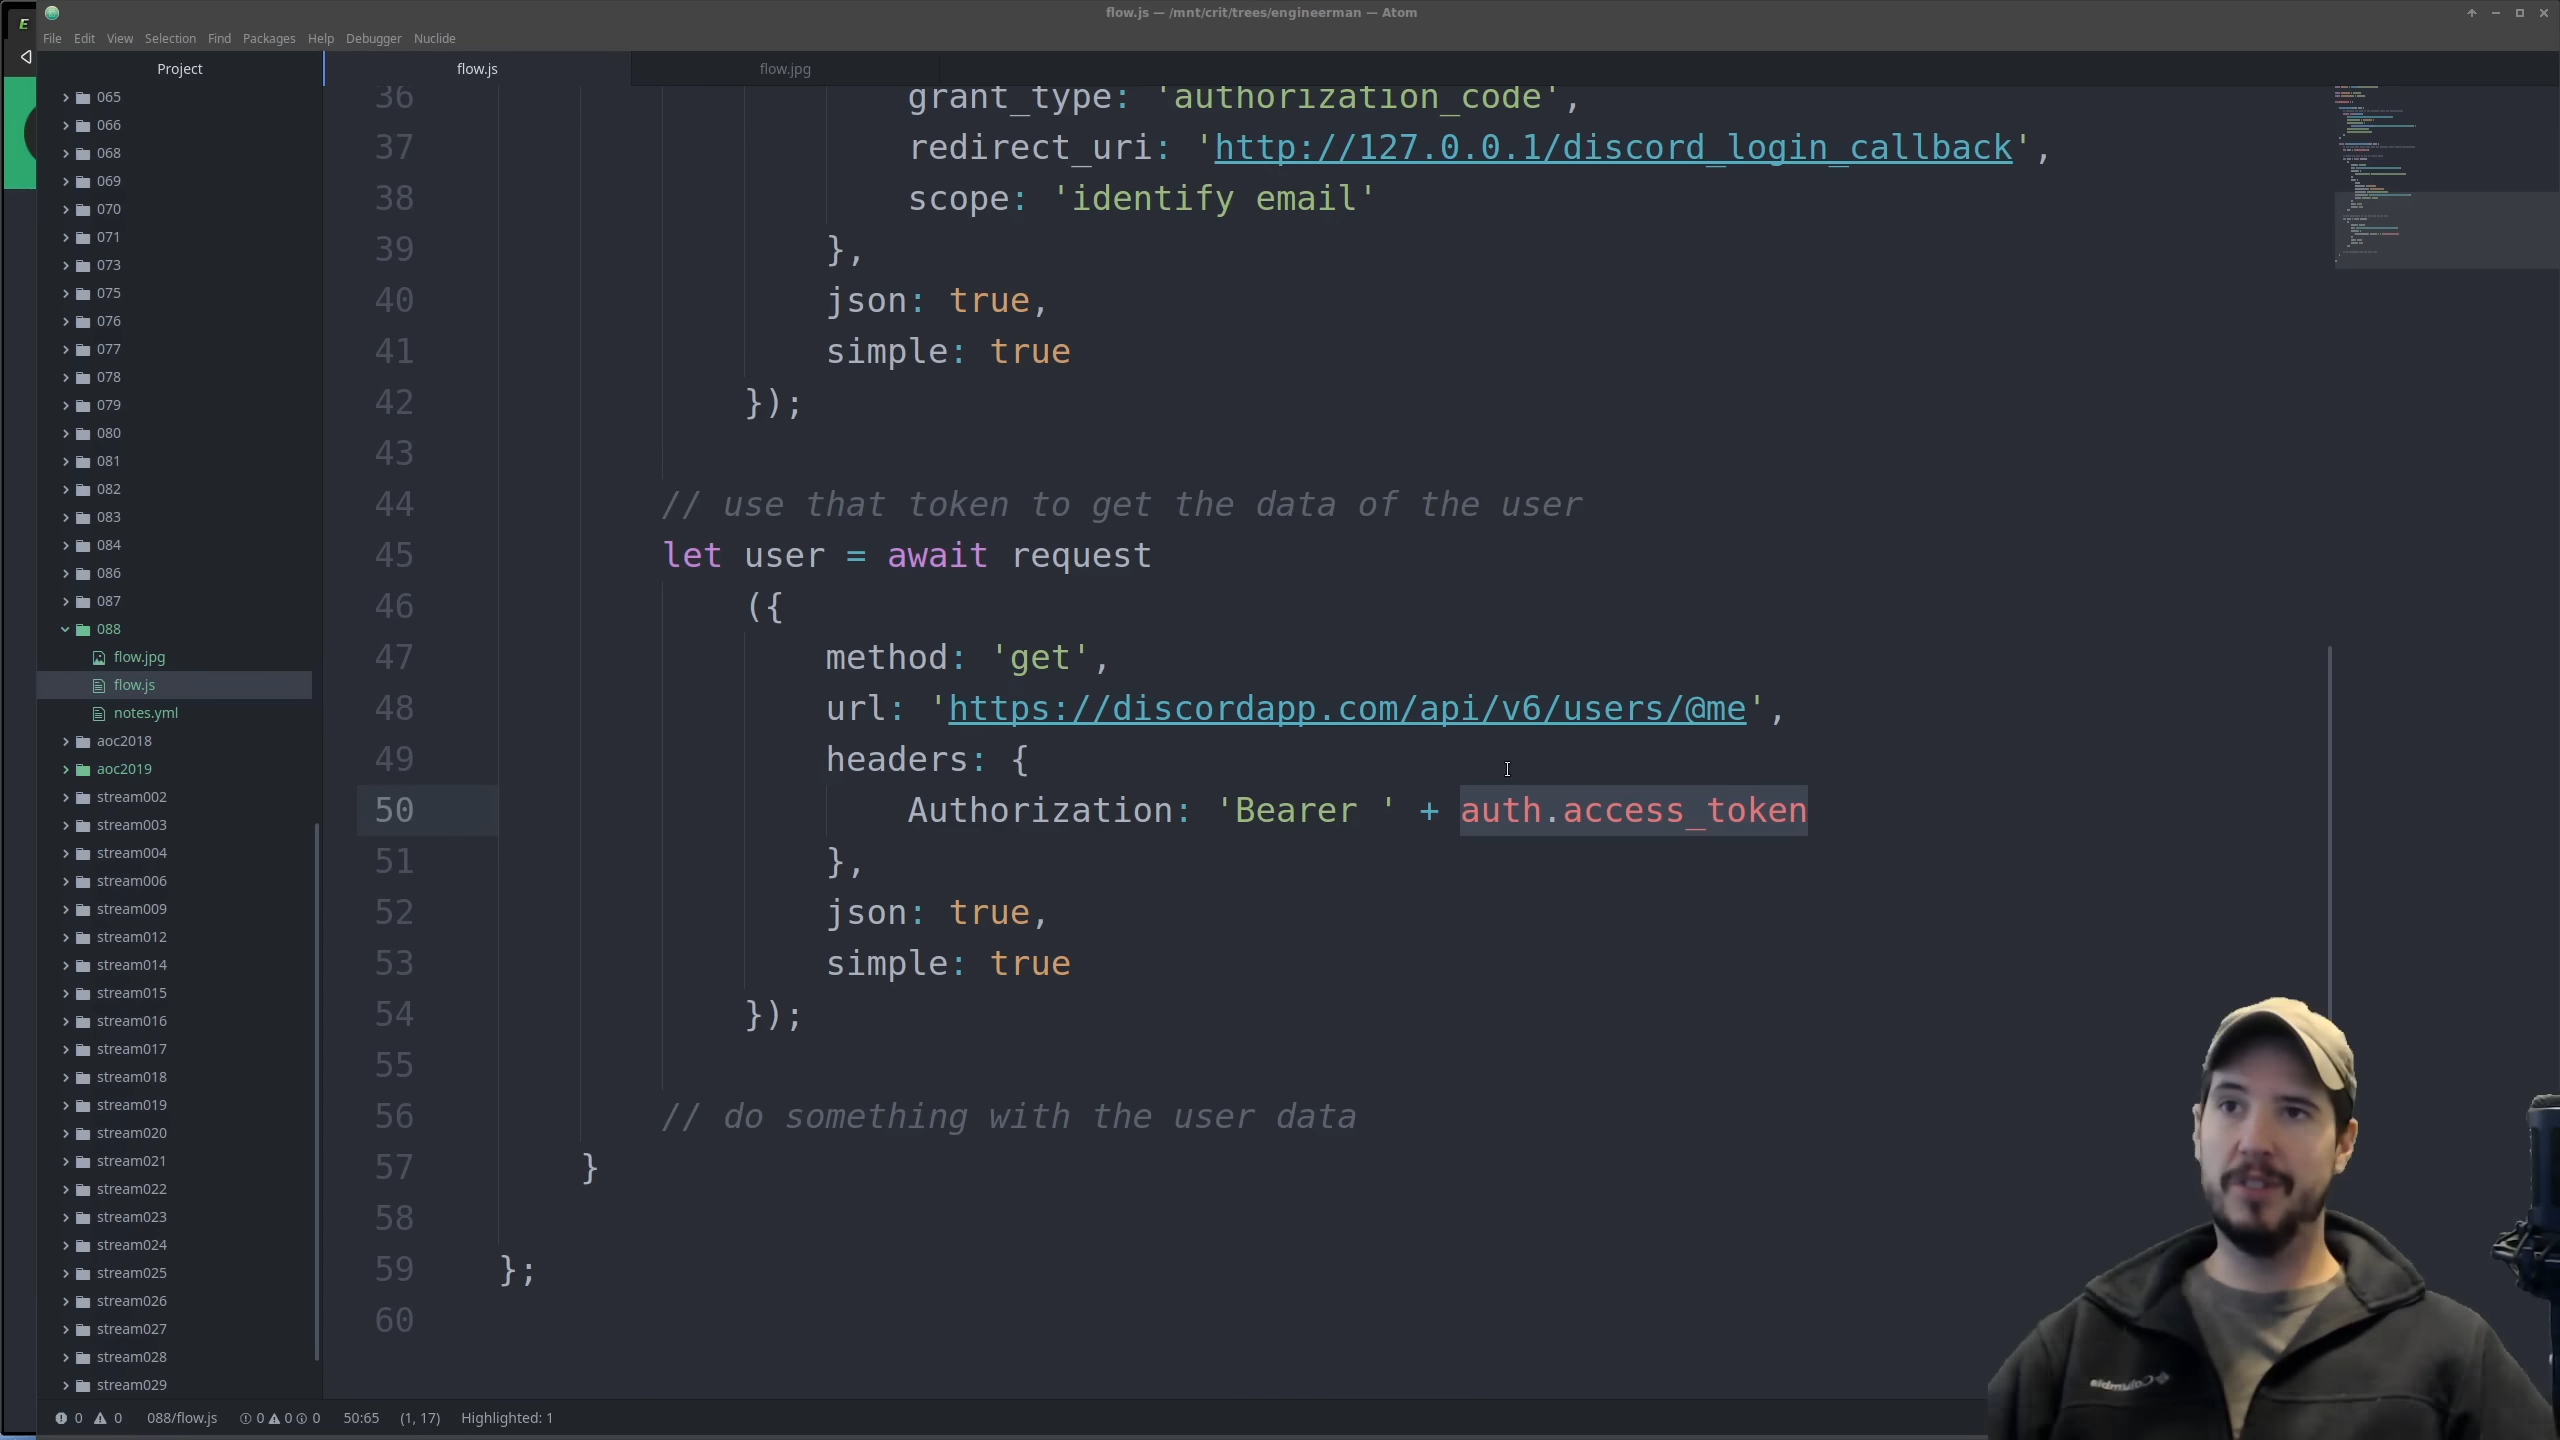 E
flow.js — /mnt/crit/trees/engineerman — Atom
File Edit View Selection Find Packages Help Debugger Nuclide
Project
flow.js
flow.jpg
065
066
068
069
070
071
073
075
076
077
078
079
080
081
082
083
084
086
087
088
flow.jpg
flow.js
notes.yml
aoc2018
aoc2019
stream002
stream003
stream004
stream006
stream009
stream012
stream014
stream015
stream016
stream017
stream018
stream019
stream020
stream021
stream022
stream023
stream024
stream025
stream026
stream027
stream028
stream029
36 grant_type: 'authorization_code',
37 redirect_uri: 'http://127.0.0.1/discord_login_callback',
38 scope: 'identify email'
39 },
40 json: true,
41 simple: true
42 });
43
44 // use that token to get the data of the user
45 let user = await request
46 ({
47 method: 'get',
48 url: 'https://discordapp.com/api/v6/users/@me',
49 headers: {
50 Authorization: 'Bearer ' + auth.access_token
51 },
52 json: true,
53 simple: true
54 });
55
56 // do something with the user data
57 }
58
59 };
60
Columbia
0 0 088/flow.js 0 0 0 50:65 (1, 17) Highlighted: 1